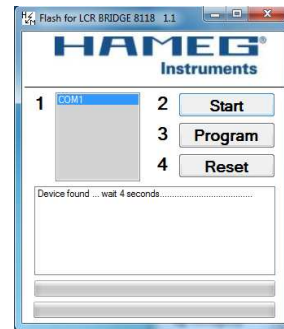 Flash for LCR BRIDGE 8118 1.1
HAMEG®
Instruments
1 COM1 2 Start
3 Program
4 Reset
Device found ... wait 4 seconds.....................................